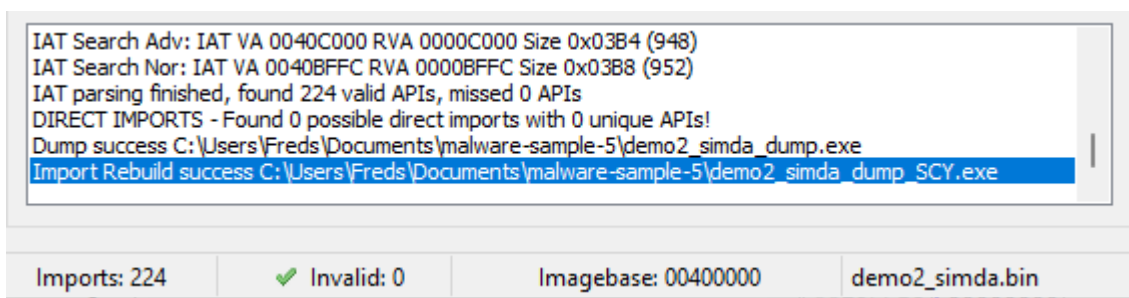 IAT Search Adv: IAT VA 0040C000 RVA 0000C000 Size 0x03B4 (948)
IAT Search Nor: IAT VA 0040BFFC RVA 0000BFFC Size 0x03B8 (952)
IAT parsing finished, found 224 valid APIs, missed 0 APIs
DIRECT IMPORTS - Found 0 possible direct imports with 0 unique APIs!
Dump success C:\Users\Freds\Documents\malware-sample-5\demo2_simda_dump.exe
Import Rebuild success C:\Users\Freds\Documents\malware-sample-5\demo2_simda_dump_SCY.exe
Imports: 224 Invalid: 0 Imagebase: 00400000 demo2_simda.bin